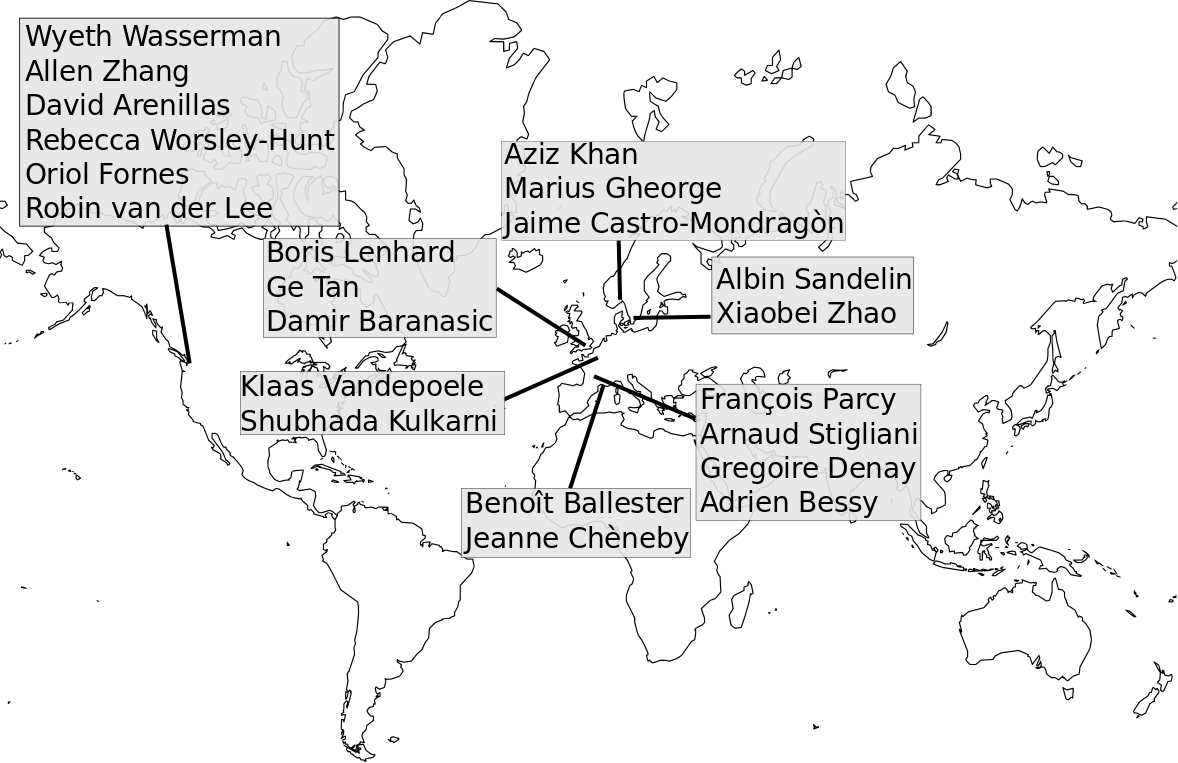 Wyeth Wasserman
Allen Zhang
David Arenillas
Rebecca Worsley-Hunt
Oriol Fornes
Robin van der Lee
Aziz Khan
Marius Gheorge
Jaime Castro-Mondragòn
Boris Lenhard
Ge Tan
Damir Baranasic
Albin Sandelin
Xiaobei Zhao
Klaas Vandepoele
Shubhada Kulkarni
François Parcy
Arnaud Stigliani
Gregoire Denay
Adrien Bessy
Benoît Ballester
Jeanne Chèneby